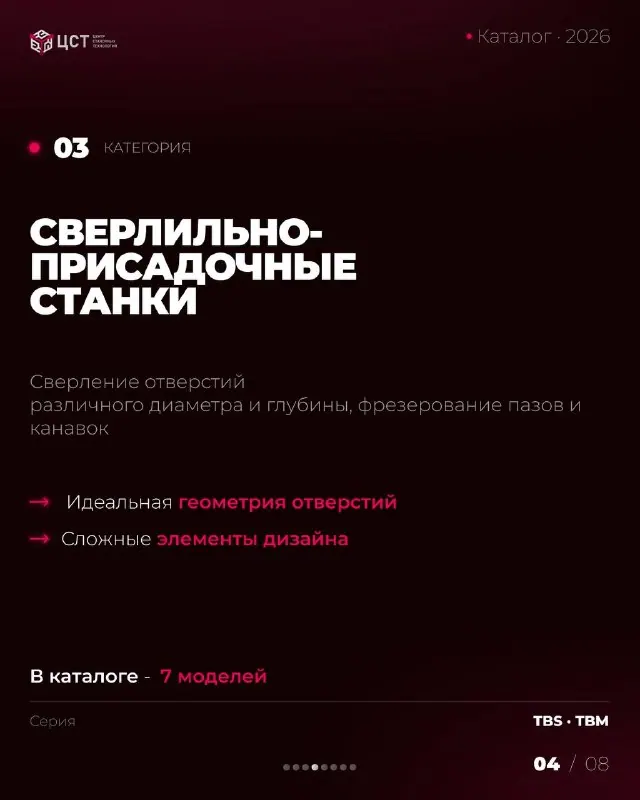 ЦСТ
• Каталог · 2026
03 КАТЕГОРИЯ
СВЕРЛИЛЬНО-
ПРИСАДОЧНЫЕ
СТАНКИ
Сверление отверстий
различного диаметра и глубины, фрезерование пазов и
канавок
→ Идеальная геометрия отверстий
→ Сложные элементы дизайна
В каталоге - 7 моделей
Серия
TBS · TBM
04 / 08